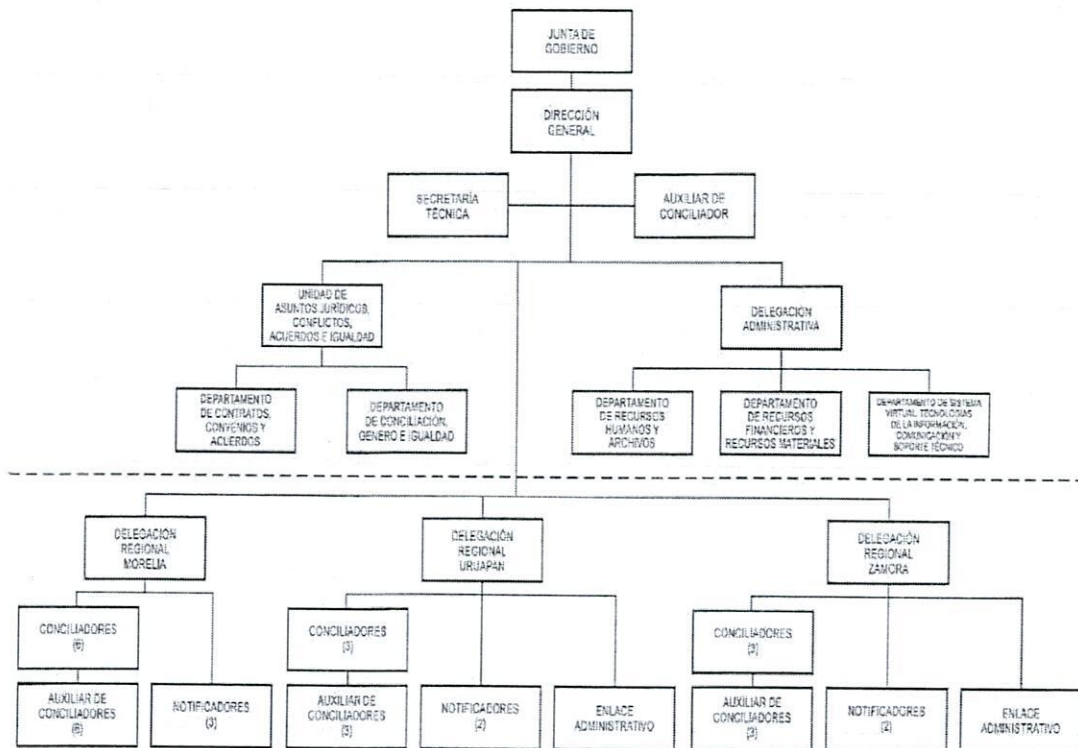 JUNTA DE
GOBIERNO
DIRECCIÓN
GENERAL
SECRETARÍA
TÉCNICA
AUXILIAR DE
CONCILIADOR
UNIDAD DE
ASUNTOS JURÍDICOS,
CONFLICTOS,
ACUERDOS E IGUALDAD
DELEGACIÓN
ADMINISTRATIVA
DEPARTAMENTO
DE CONTRATOS,
CONVENIOS Y
ACUERDOS
DEPARTAMENTO
DE CONCILIACIÓN,
GENERO E IGUALDAD
DEPARTAMENTO
DE RECURSOS
HUMANOS Y
ARCHIVOS
DEPARTAMENTO
DE RECURSOS
FINANCIEROS Y
RECURSOS MATERIALES
DEPARTAMENTO DE SISTEMA
VIRTUAL, TECNOLOGIAS
DE LA INFORMACIÓN,
COMUNICACIÓN Y
SOPORTE TÉCNICO
DELEGACIÓN
REGIONAL
MORELIA
DELEGACIÓN
REGIONAL
URUAPAN
DELEGACIÓN
REGIONAL
ZAMORA
CONCILIADORES
(6)
CONCILIADORES
(3)
CONCILIADORES
(3)
AUXILIAR DE
CONCILIADORES
(6)
NOTIFICADORES
(3)
AUXILIAR DE
CONCILIADORES
(3)
NOTIFICADORES
(2)
ENLACE
ADMINISTRATIVO
AUXILIAR DE
CONCILIADORES
(3)
NOTIFICADORES
(2)
ENLACE
ADMINISTRATIVO